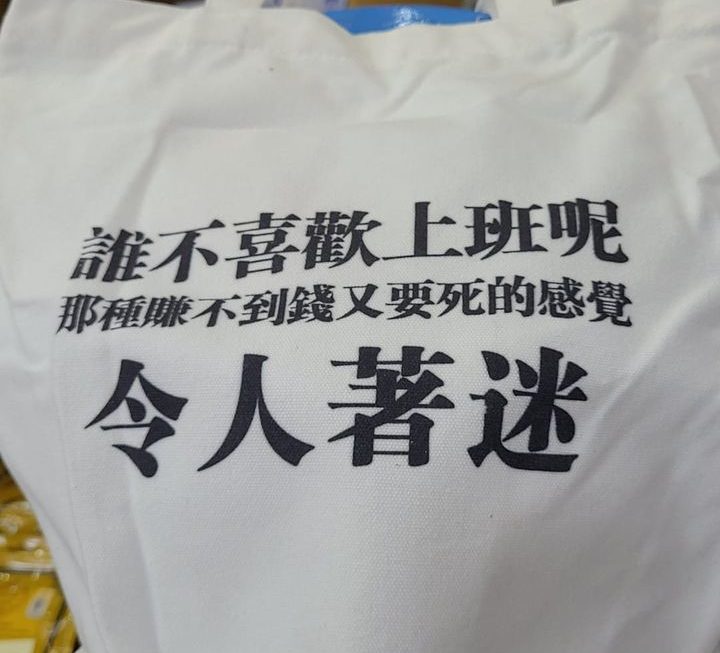 誰不喜歡上班呢
那種賺不到錢又要死的感覺
令人著迷